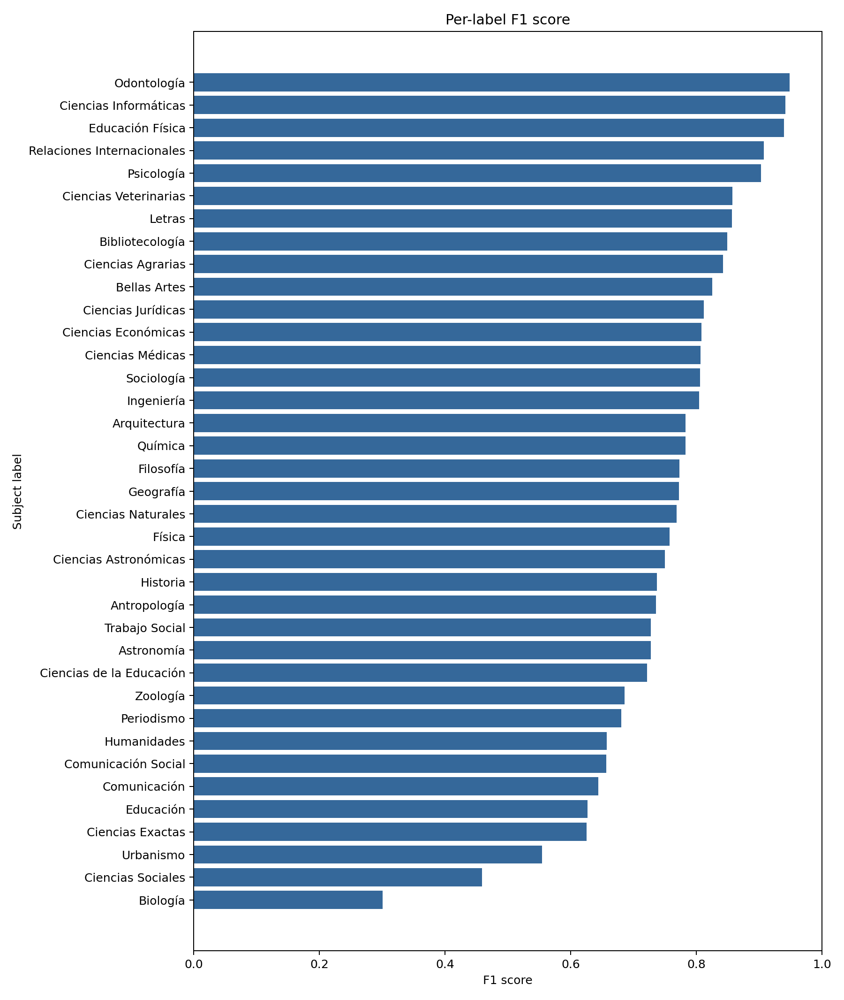 Per-label F1 score
Subject label
Odontología
Ciencias Informáticas
Educación Física
Relaciones Internacionales
Psicología
Ciencias Veterinarias
Letras
Bibliotecología
Ciencias Agrarias
Bellas Artes
Ciencias Jurídicas
Ciencias Económicas
Ciencias Médicas
Sociología
Ingeniería
Arquitectura
Química
Filosofía
Geografía
Ciencias Naturales
Física
Ciencias Astronómicas
Historia
Antropología
Trabajo Social
Astronomía
Ciencias de la Educación
Zoología
Periodismo
Humanidades
Comunicación Social
Comunicación
Educación
Ciencias Exactas
Urbanismo
Ciencias Sociales
Biología
0.0 0.2 0.4 0.6 0.8 1.0
F1 score